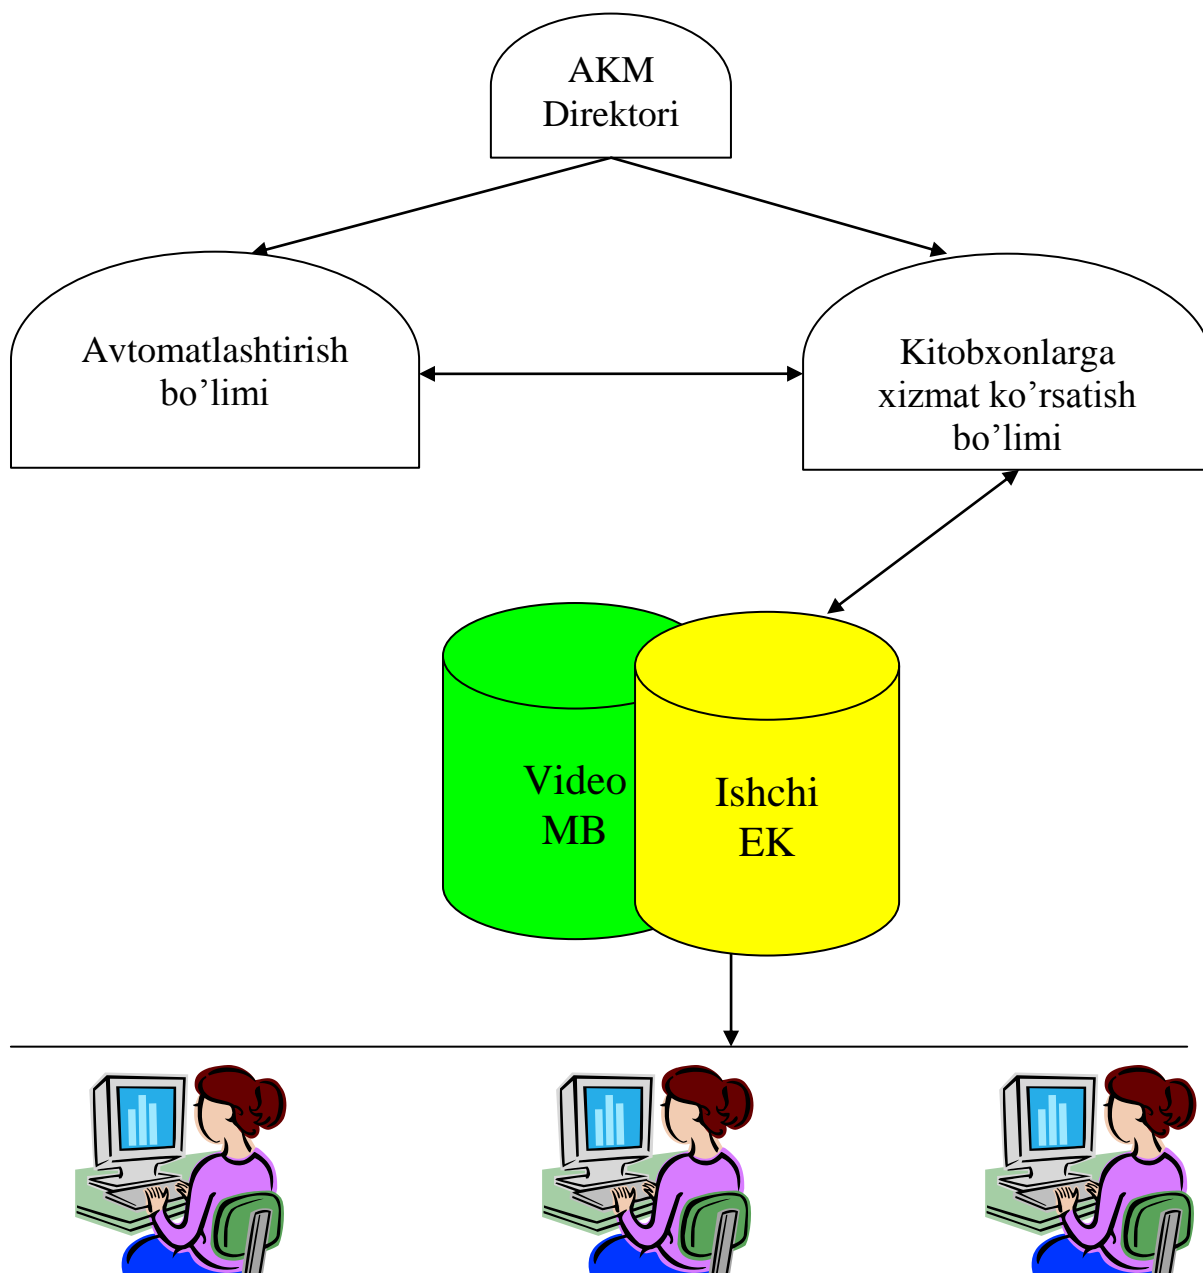 AKM
Direktori
Avtomatlashtirish
bo’limi
Kitobxonlarga
xizmat ko’rsatish
bo’limi
Video
MB
Ishchi
EK